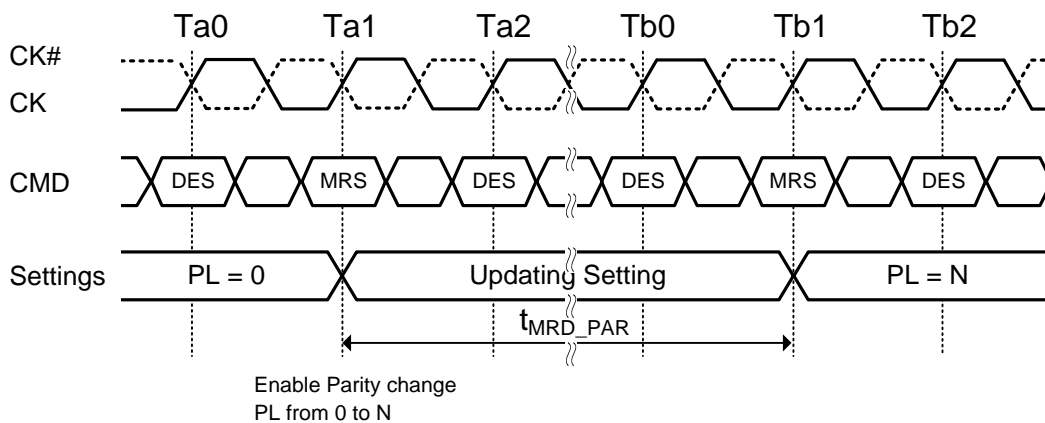 Ta0 Ta1 Ta2 Tb0 Tb1 Tb2
CK#
CK
CMD DES MRS DES DES MRS DES
Settings PL = 0 Updating Setting PL = N
tMRD_PAR
Enable Parity change
PL from 0 to N